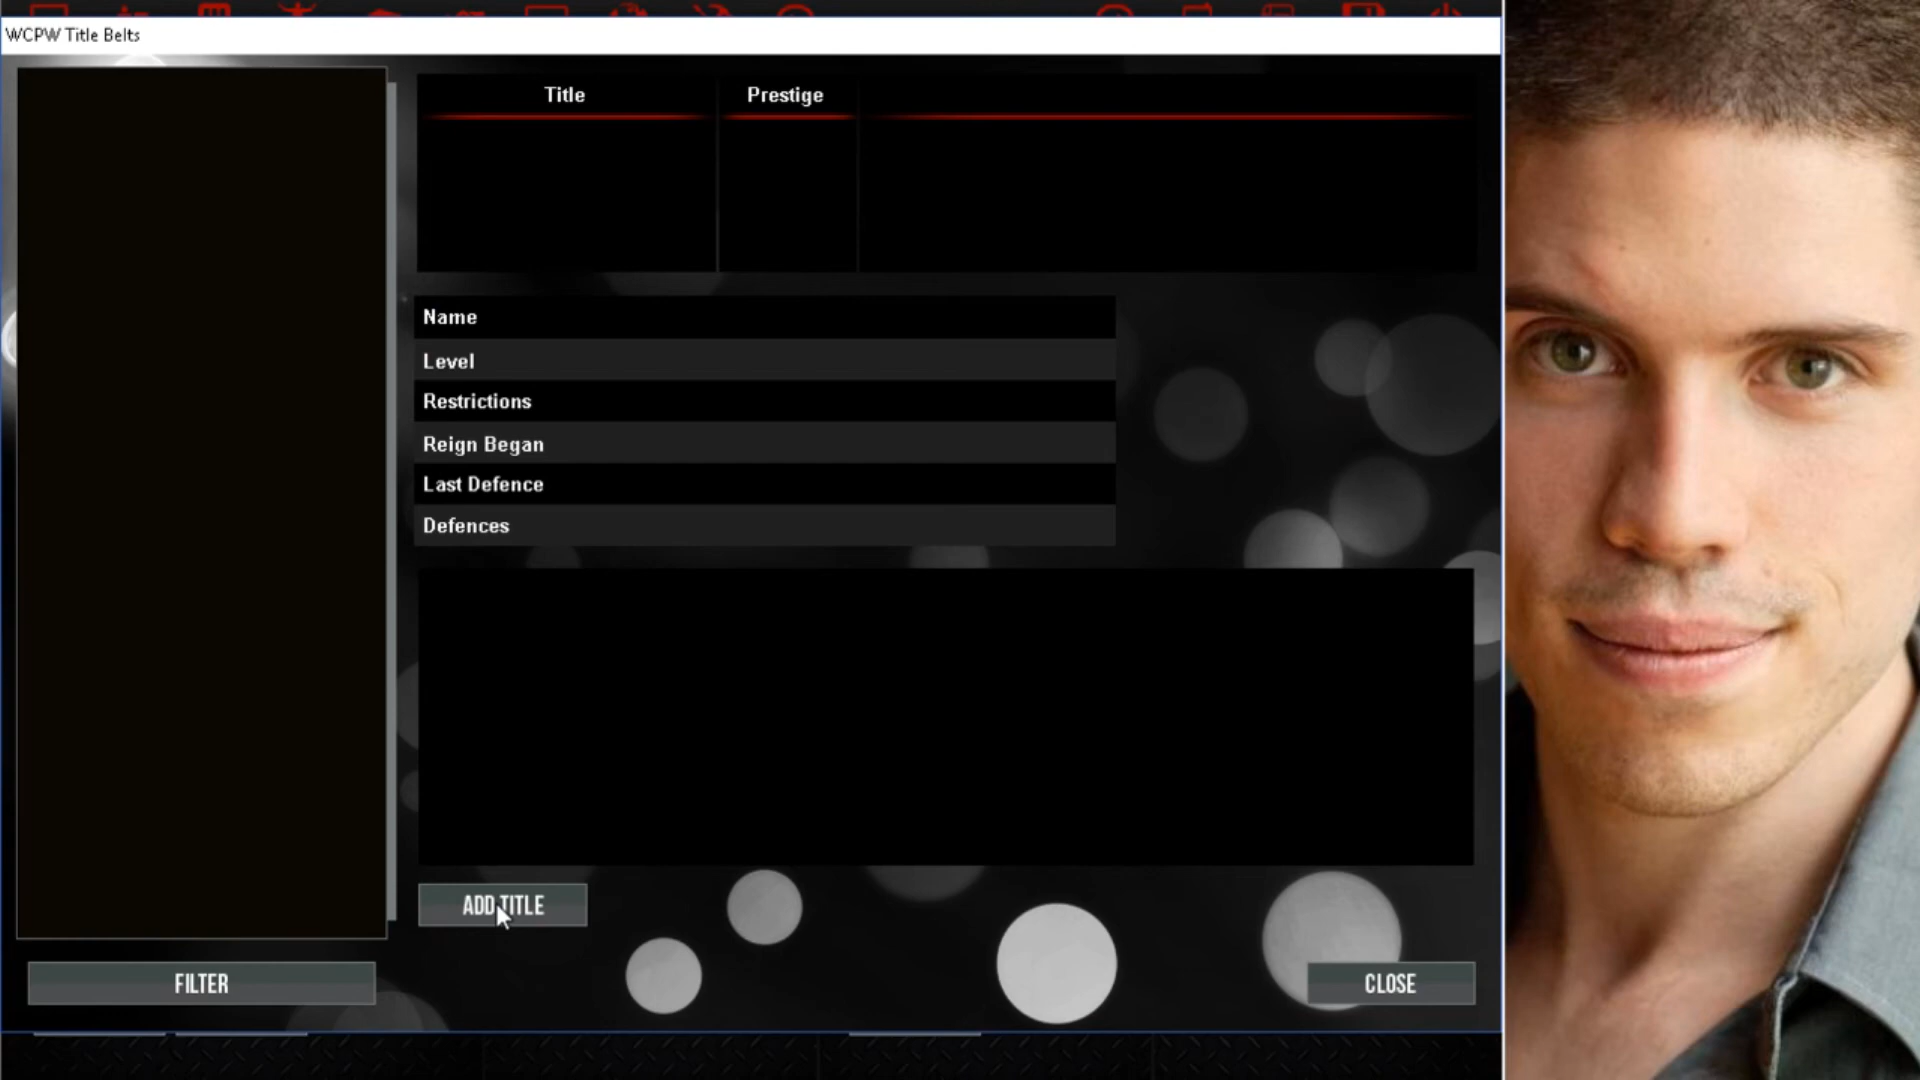 WCPW Title Belts
Title
Prestige
Name
Level
Restrictions
Reign Began
Last Defence
Defences
ADD TITLE
FILTER
CLOSE